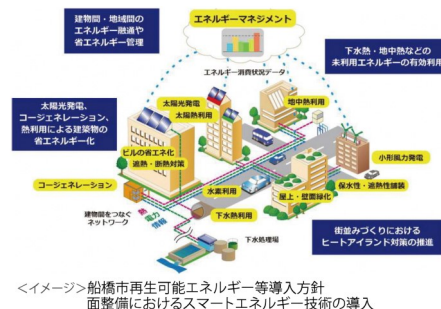 建物間・地域間の
エネルギー融通や
省エネルギー管理
エネルギーマネジメント
下水熱・地中熱などの
未利用エネルギーの有効利用
エネルギー消費状況データ
太陽光発電、
コージェネレーション、
熱利用による建築物の
省エネルギー化
太陽光発電
太陽熱利用
地中熱利用
ビルの省エネ化
遮熱・断熱対策
小形風力発電
コージェネレーション
水素利用
保水性・遮熱性舗装
屋上・壁面緑化
建物間をつなぐ
ネットワーク
熱
電力
情報
下水熱利用
下水処理場
街並みづくりにおける
ヒートアイランド対策の推進
<イメージ>船橋市再生可能エネルギー等導入方針
面整備におけるスマートエネルギー技術の導入